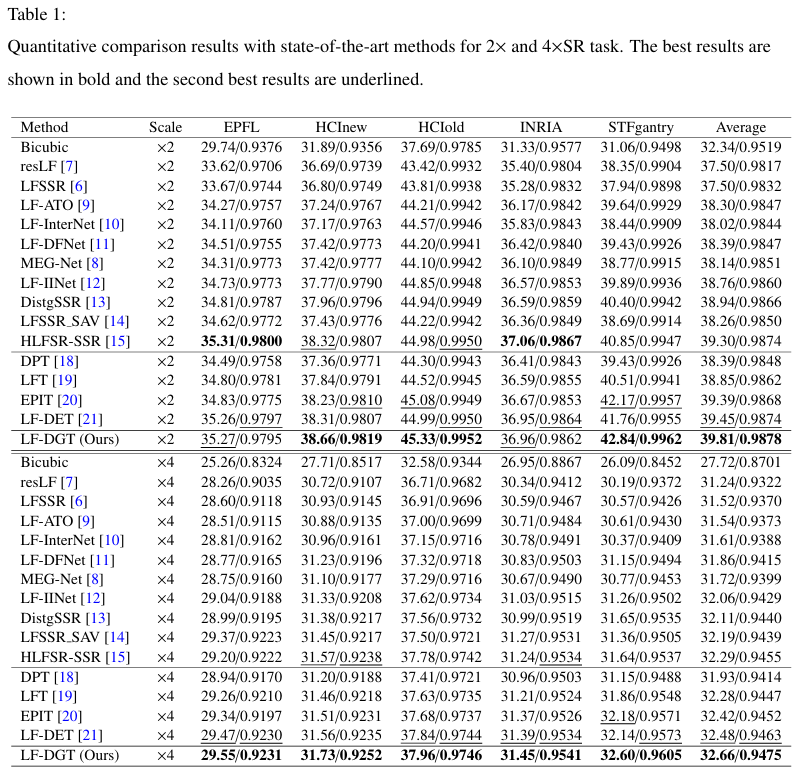 Table 1:
Quantitative comparison results with state-of-the-art methods for 2× and 4×SR task. The best results are
shown in bold and the second best results are underlined.
Method Scale EPFL HCInew HCIold INRIA STFgantry Average
Bicubic ×2 29.74/0.9376 31.89/0.9356 37.69/0.9785 31.33/0.9577 31.06/0.9498 32.34/0.9519
resLF [7] ×2 33.62/0.9706 36.69/0.9739 43.42/0.9932 35.40/0.9804 38.35/0.9904 37.50/0.9817
LFSSR [6] ×2 33.67/0.9744 36.80/0.9749 43.81/0.9938 35.28/0.9832 37.94/0.9898 37.50/0.9832
LF-ATO [9] ×2 34.27/0.9757 37.24/0.9767 44.21/0.9942 36.17/0.9842 39.64/0.9929 38.30/0.9847
LF-InterNet [10] ×2 34.11/0.9760 37.17/0.9763 44.57/0.9946 35.83/0.9843 38.44/0.9909 38.02/0.9844
LF-DFNet [11] ×2 34.51/0.9755 37.42/0.9773 44.20/0.9941 36.42/0.9840 39.43/0.9926 38.39/0.9847
MEG-Net [8] ×2 34.31/0.9773 37.42/0.9777 44.10/0.9942 36.10/0.9849 38.77/0.9915 38.14/0.9851
LF-IINet [12] ×2 34.73/0.9773 37.77/0.9790 44.85/0.9948 36.57/0.9853 39.89/0.9936 38.76/0.9860
DistgSSR [13] ×2 34.81/0.9787 37.96/0.9796 44.94/0.9949 36.59/0.9859 40.40/0.9942 38.94/0.9866
LFSSR_SAV [14] ×2 34.62/0.9772 37.43/0.9776 44.22/0.9942 36.36/0.9849 38.69/0.9914 38.26/0.9850
HLFSR-SSR [15] ×2 35.31/0.9800 38.32/0.9807 44.98/0.9950 37.06/0.9867 40.85/0.9947 39.30/0.9874
DPT [18] ×2 34.49/0.9758 37.36/0.9771 44.30/0.9943 36.41/0.9843 39.43/0.9926 38.39/0.9848
LFT [19] ×2 34.80/0.9781 37.84/0.9791 44.52/0.9945 36.59/0.9855 40.51/0.9941 38.85/0.9862
EPIT [20] ×2 34.83/0.9775 38.23/0.9810 45.08/0.9949 36.67/0.9853 42.17/0.9957 39.39/0.9868
LF-DET [21] ×2 35.26/0.9797 38.31/0.9807 44.99/0.9950 36.95/0.9864 41.76/0.9955 39.45/0.9874
LF-DGT (Ours) ×2 35.27/0.9795 38.66/0.9819 45.33/0.9952 36.96/0.9862 42.84/0.9962 39.81/0.9878
Bicubic ×4 25.26/0.8324 27.71/0.8517 32.58/0.9344 26.95/0.8867 26.09/0.8452 27.72/0.8701
resLF [7] ×4 28.26/0.9035 30.72/0.9107 36.71/0.9682 30.34/0.9412 30.19/0.9372 31.24/0.9322
LFSSR [6] ×4 28.60/0.9118 30.93/0.9145 36.91/0.9696 30.59/0.9467 30.57/0.9426 31.52/0.9370
LF-ATO [9] ×4 28.51/0.9115 30.88/0.9135 37.00/0.9699 30.71/0.9484 30.61/0.9430 31.54/0.9373
LF-InterNet [10] ×4 28.81/0.9162 30.96/0.9161 37.15/0.9716 30.78/0.9491 30.37/0.9409 31.61/0.9388
LF-DFNet [11] ×4 28.77/0.9165 31.23/0.9196 37.32/0.9718 30.83/0.9503 31.15/0.9494 31.86/0.9415
MEG-Net [8] ×4 28.75/0.9160 31.10/0.9177 37.29/0.9716 30.67/0.9490 30.77/0.9453 31.72/0.9399
LF-IINet [12] ×4 29.04/0.9188 31.33/0.9208 37.62/0.9734 31.03/0.9515 31.26/0.9502 32.06/0.9429
DistgSSR [13] ×4 28.99/0.9195 31.38/0.9217 37.56/0.9732 30.99/0.9519 31.65/0.9535 32.11/0.9440
LFSSR_SAV [14] ×4 29.37/0.9223 31.45/0.9217 37.50/0.9721 31.27/0.9531 31.36/0.9505 32.19/0.9439
HLFSR-SSR [15] ×4 29.20/0.9222 31.57/0.9238 37.78/0.9742 31.24/0.9534 31.64/0.9537 32.29/0.9455
DPT [18] ×4 28.94/0.9170 31.20/0.9188 37.41/0.9721 30.96/0.9503 31.15/0.9488 31.93/0.9414
LFT [19] ×4 29.26/0.9210 31.46/0.9218 37.63/0.9735 31.21/0.9524 31.86/0.9548 32.28/0.9447
EPIT [20] ×4 29.34/0.9197 31.51/0.9231 37.68/0.9737 31.37/0.9526 32.18/0.9571 32.42/0.9452
LF-DET [21] ×4 29.47/0.9230 31.56/0.9235 37.84/0.9744 31.39/0.9534 32.14/0.9573 32.48/0.9463
LF-DGT (Ours) ×4 29.55/0.9231 31.73/0.9252 37.96/0.9746 31.45/0.9541 32.60/0.9605 32.66/0.9475